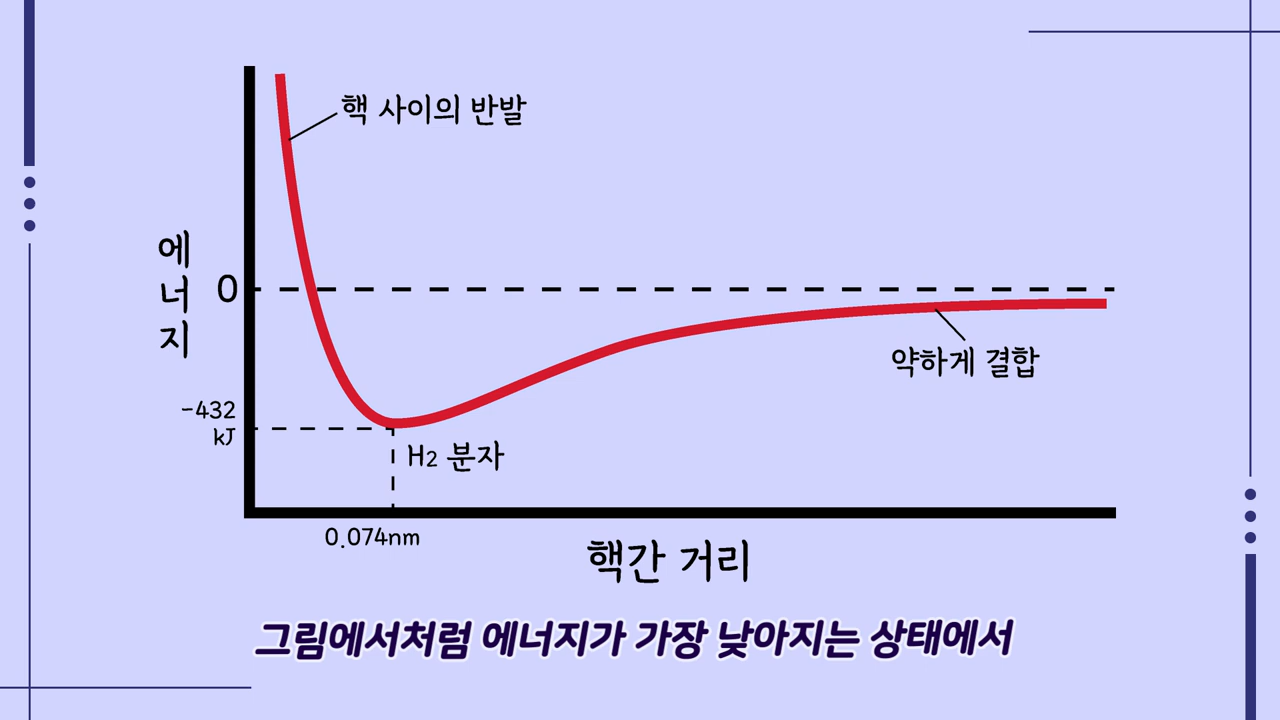 핵 사이의 반발
에너지
0
약하게 결합
-432
kJ
H2 분자
0.074nm
핵간 거리
그림에서처럼 에너지가 가장 낮아지는 상태에서